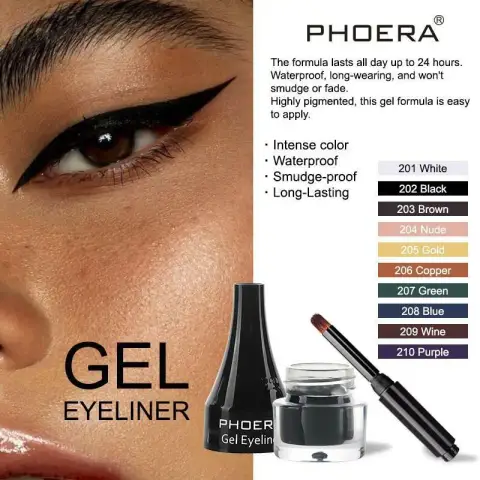 PHOERA®
The formula lasts all day up to 24 hours.
Waterproof, long-wearing, and won't
smudge or fade.
Highly pigmented, this gel formula is easy
to apply.
· Intense color
· Waterproof
· Smudge-proof
· Long-Lasting
201 White
202 Black
203 Brown
204 Nude
205 Gold
206 Copper
207 Green
208 Blue
209 Wine
210 Purple
GEL
EYELINER
PHOERA
Gel Eyeline